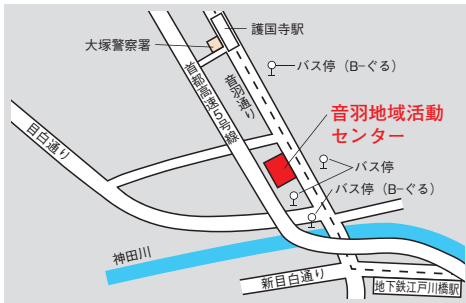 護国寺駅
大塚警察署
バス停（B-ぐる）
首都高速5号線
音羽通り
音羽地域活動
センター
目白通り
バス停
バス停（B-ぐる）
神田川
新目白通り
地下鉄江戸川橋駅